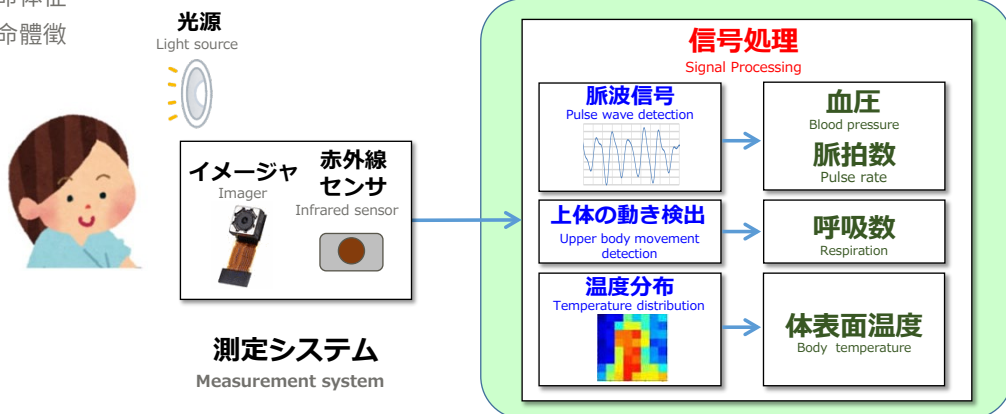 命體徵
光源
Light source
イメージャ
Imager
赤外線
センサ
Infrared sensor
測定システム
Measurement system
信号処理
Signal Processing
脈波信号
Pulse wave detection
血圧
Blood pressure
脈拍数
Pulse rate
上体の動き検出
Upper body movement
detection
呼吸数
Respiration
温度分布
Temperature distribution
体表面温度
Body temperature